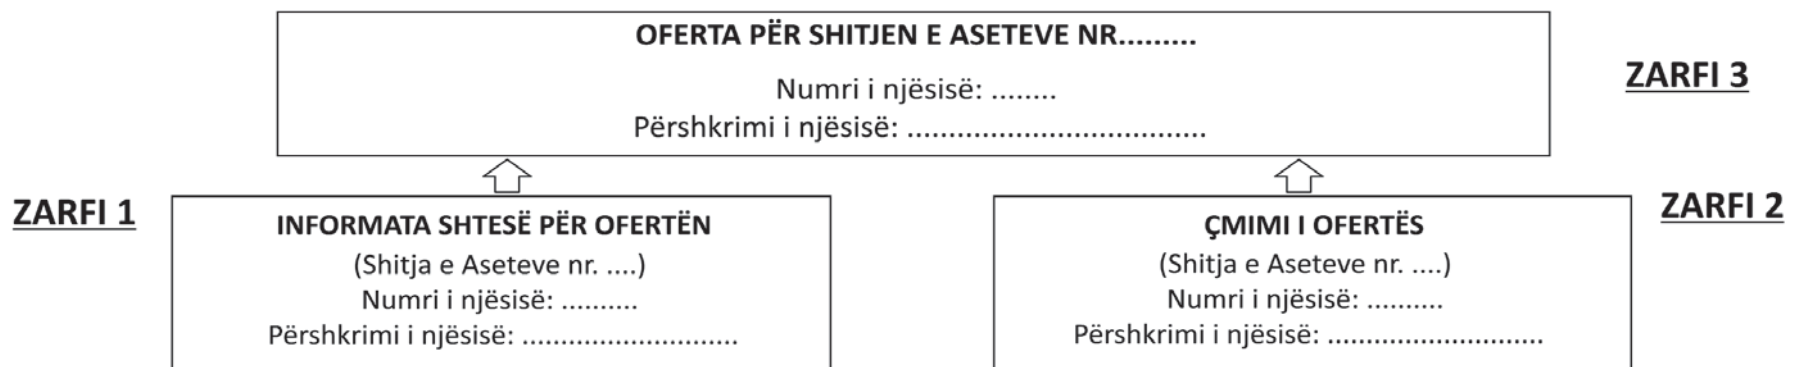 OFERTA PËR SHITJEN E ASETEVE NR.........
Numri i njësisë: ........
Përshkrimi i njësisë: ....................................
ZARFI 3
ZARFI 1
INFORMATA SHTESË PËR OFERTËN
(Shitja e Aseteve nr. ....)
Numri i njësisë: ..........
Përshkrimi i njësisë: ............................
ÇMIMI I OFERTËS
(Shitja e Aseteve nr. ....)
Numri i njësisë: ..........
Përshkrimi i njësisë: ............................
ZARFI 2